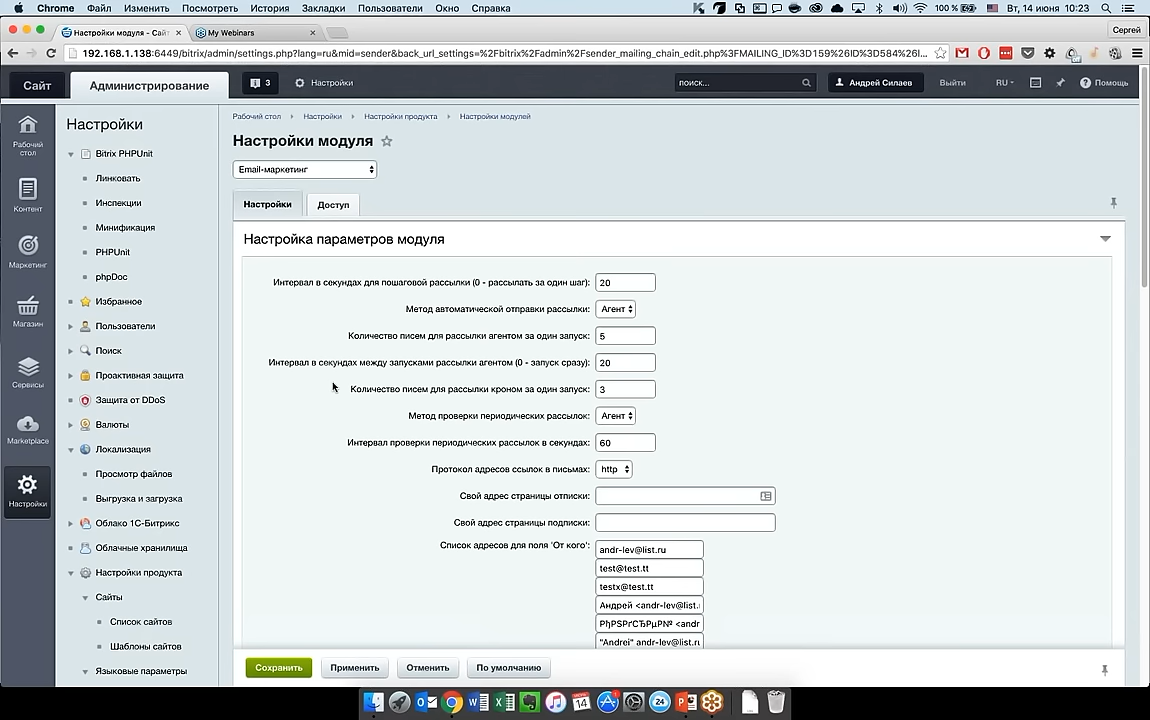 Chrome Файл Изменить Посмотреть История Закладки Пользователи Окно Справка 100 % Вт, 14 июня 10:23
Настройки модуля - Сайт My Webinars Сергей
192.168.1.138:6449/bitrix/admin/settings.php?lang=ru&mid=sender&back_url_settings=%2Fbitrix%2Fadmin%2Fsender_mailing_chain_edit.php%3FMAILING_ID%3D159%26ID%3D584%26l...
Сайт Администрирование 3 Настройки поиск... Андрей Силаев Выйти RU Помощь
Рабочий стол
Контент
Маркетинг
Магазин
Сервисы
Marketplace
Настройки
Настройки
Bitrix PHPUnit
Линковать
Инспекции
Минификация
PHPUnit
phpDoc
Избранное
Пользователи
Поиск
Проактивная защита
Защита от DDoS
Валюты
Локализация
Просмотр файлов
Выгрузка и загрузка
Облако 1С-Битрикс
Облачные хранилища
Настройки продукта
Сайты
Список сайтов
Шаблоны сайтов
Языковые параметры
Рабочий стол Настройки Настройки продукта Настройки модулей
Настройки модуля
Email-маркетинг
Настройки Доступ
Настройка параметров модуля
Интервал в секундах для пошаговой рассылки (0 - рассылать за один шаг): 20
Метод автоматической отправки рассылки: Агент
Количество писем для рассылки агентом за один запуск: 5
Интервал в секундах между запусками рассылки агентом (0 - запуск сразу): 20
Количество писем для рассылки кроном за один запуск: 3
Метод проверки периодических рассылок: Агент
Интервал проверки периодических рассылок в секундах: 60
Протокол адресов ссылок в письмах: http
Свой адрес страницы отписки:
Свой адрес страницы подписки:
Список адресов для поля 'От кого': andr-lev@list.ru
test@test.tt
testx@test.tt
Андрей <andr-lev@list.
РђРЅРґСЂРµР№ <andr
"Andrei" andr-lev@list.ru
Сохранить Применить Отменить По умолчанию
14 24